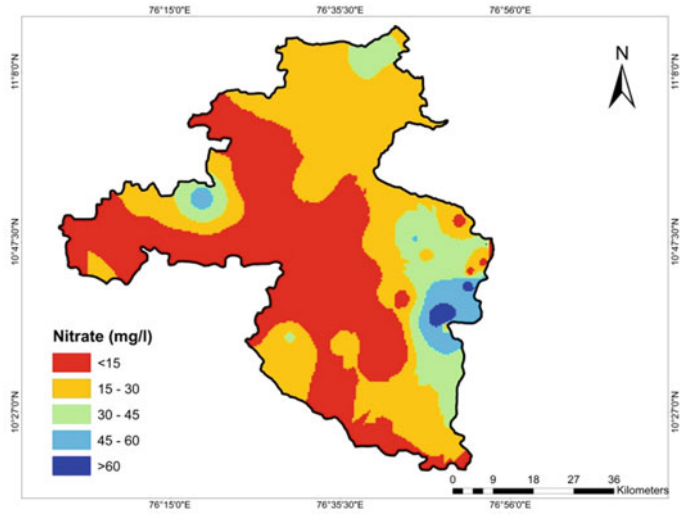 76°15'0"E 76°35'30"E 76°56'0"E
11°8'0"N
11°8'0"N
N
10°47'30"N
10°47'30"N
Nitrate (mg/l)
<15
15 - 30
30 - 45
45 - 60
>60
10°27'0"N
10°27'0"N
0 4.5 9 18 27 36
Kilometers
76°15'0"E 76°35'30"E 76°56'0"E